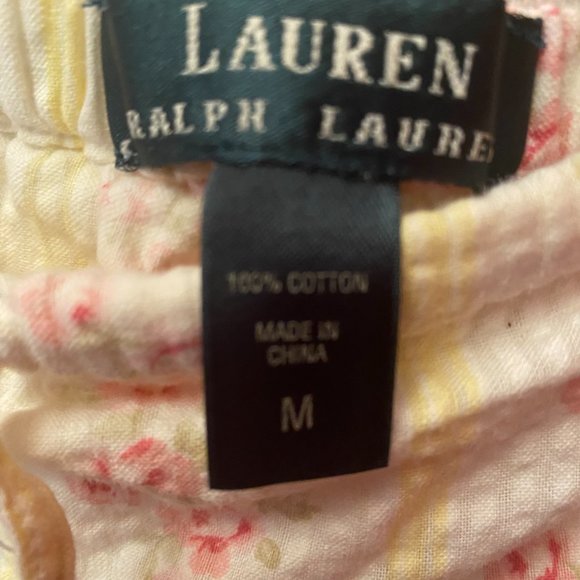 LAUREN
RALPH LAURE
100% COTTON
MADE IN
CHINA
M